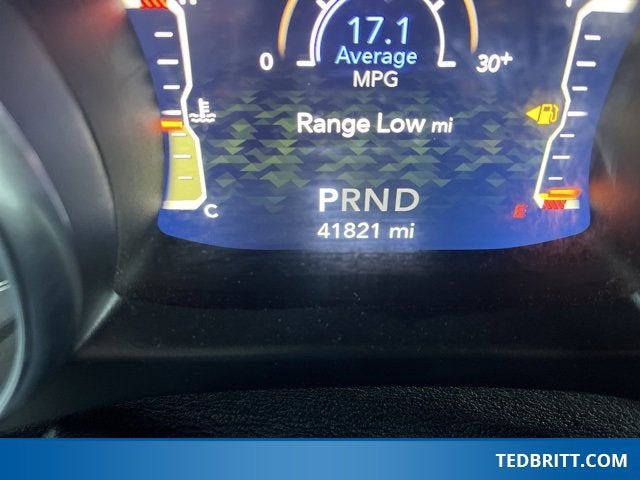 H
17.1
Average
0
30+
MPG
Range Low mi
PRND
C
E
41821 mi
TEDBRITT.COM